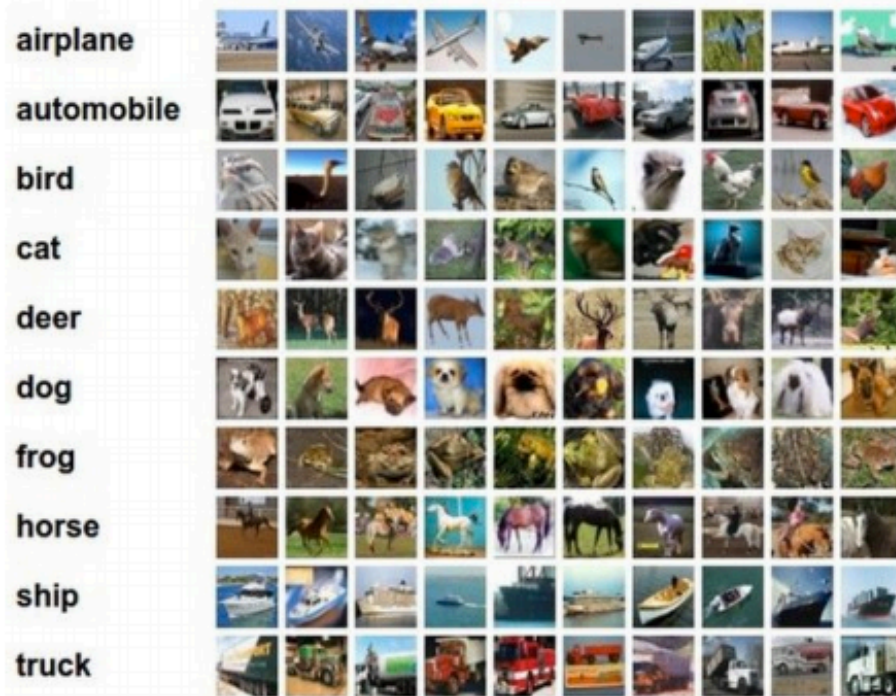 airplane
automobile
bird
cat
deer
dog
frog
horse
ship
truck